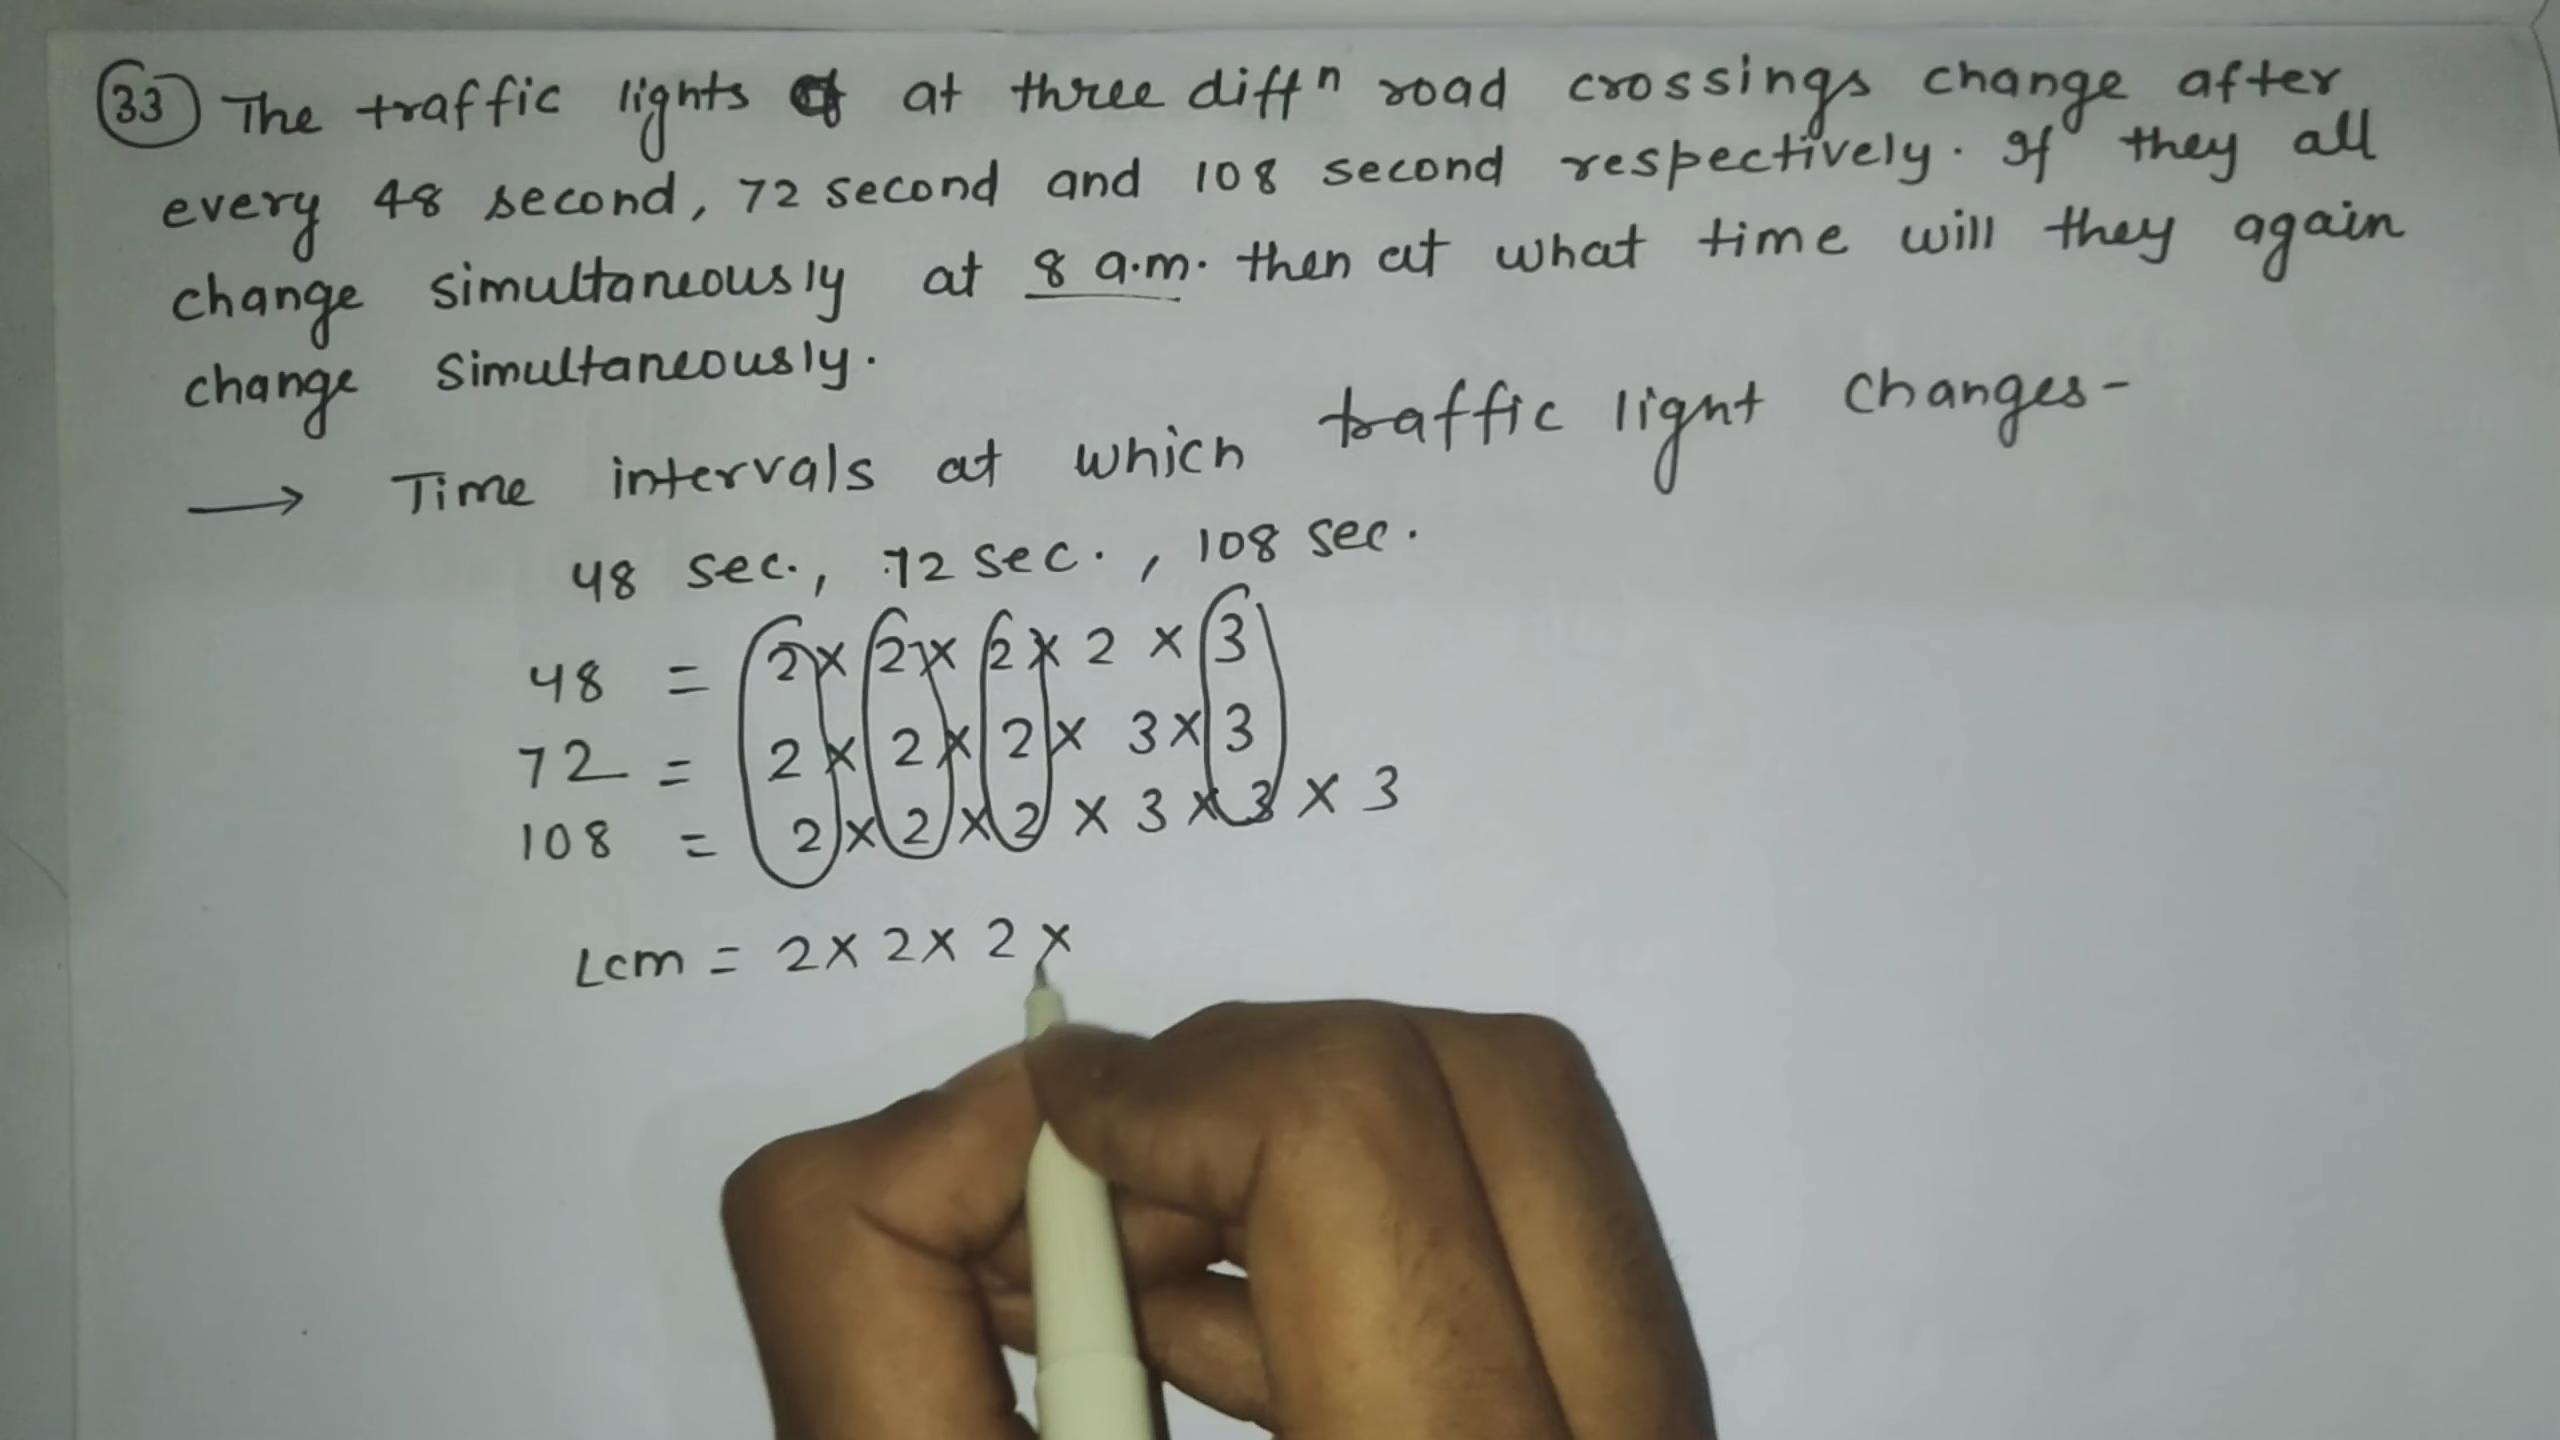 33 The traffic lights at three diffn road crossings change after
every 48 second, 72 second and 108 second respectively. If they all
change simultaneously at 8 a.m. then at what time will they again
change simultaneously.
→ Time intervals at which traffic light changes-
48 sec., 72 sec., 108 sec.
48 = 2 × 2 × 2 × 2 × 3
72 = 2 × 2 × 2 × 3 × 3
108 = 2 × 2 × 2 × 3 × 3 × 3
Lcm = 2 × 2 × 2 ×